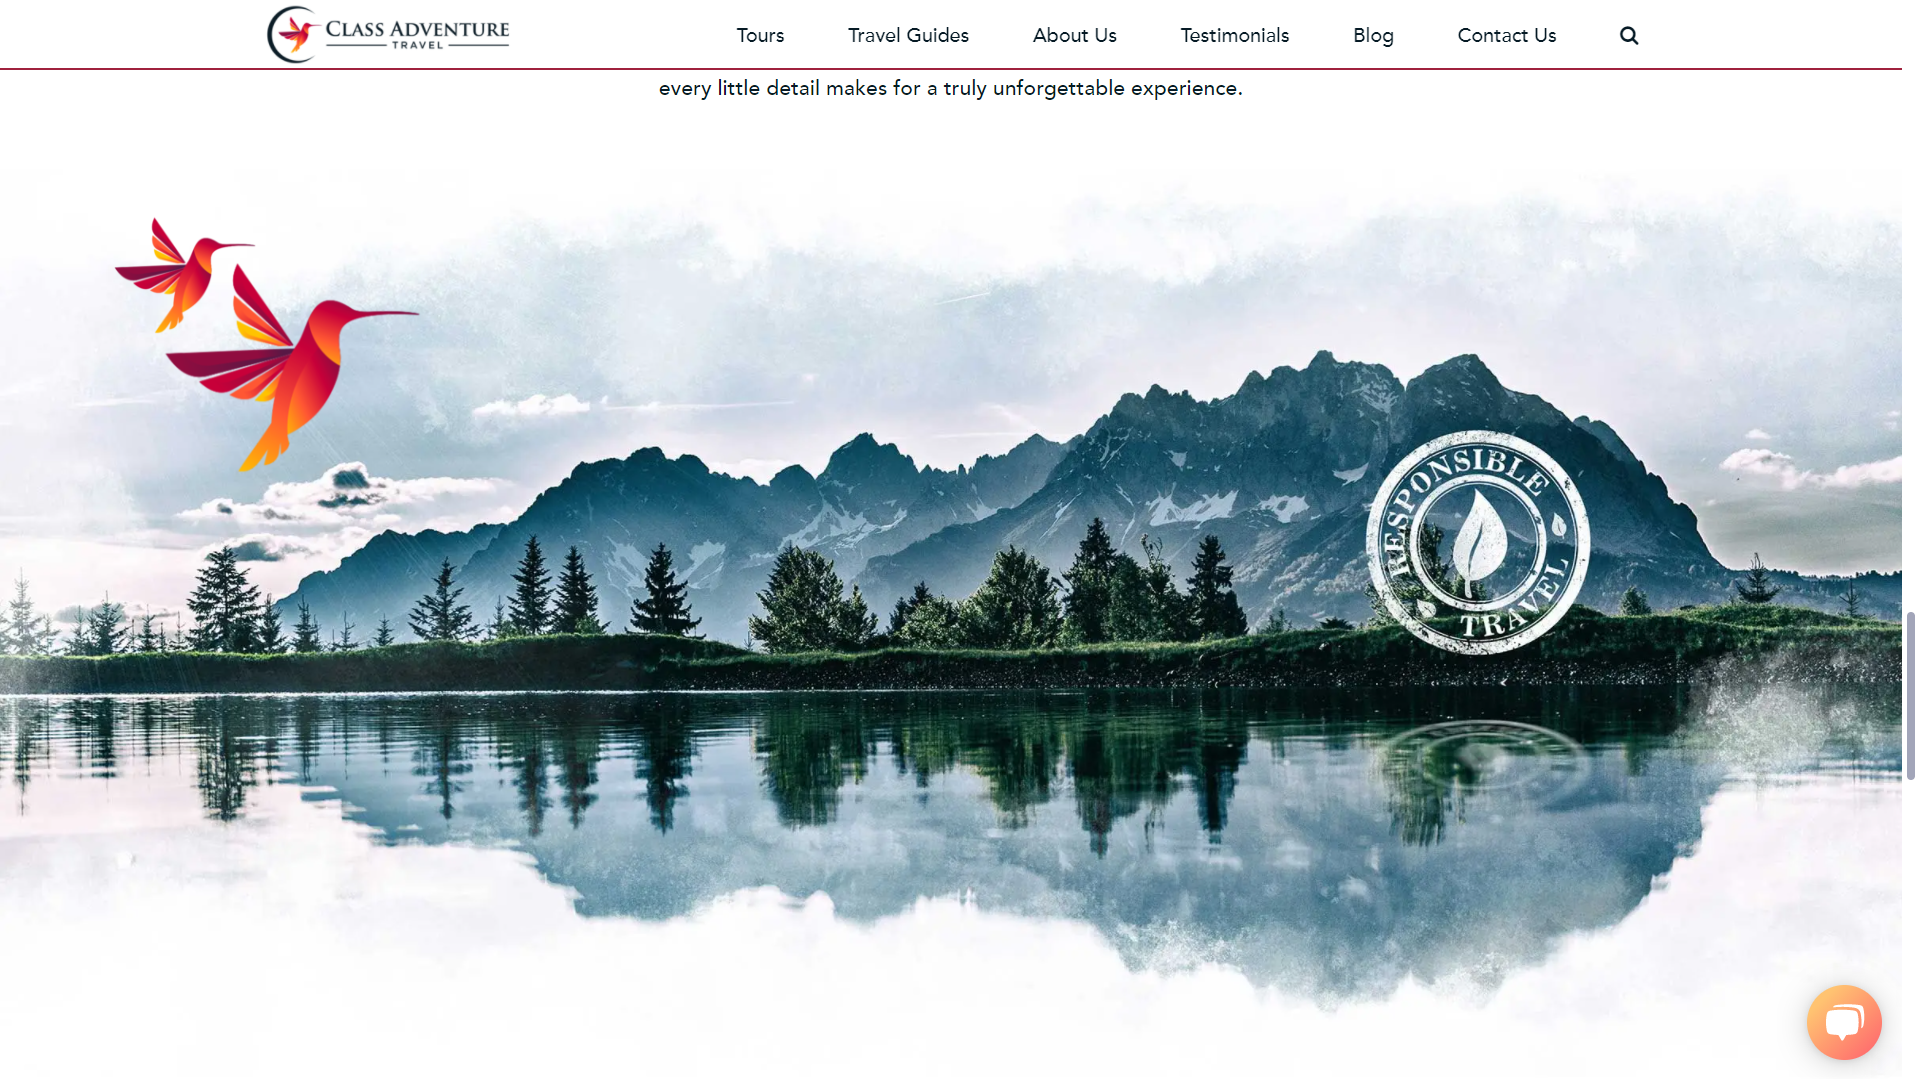 CLASS ADVENTURE
TRAVEL
Tours
Travel Guides
About Us
Testimonials
Blog
Contact Us
every little detail makes for a truly unforgettable experience.
RESPONSIBLE
TRAVEL